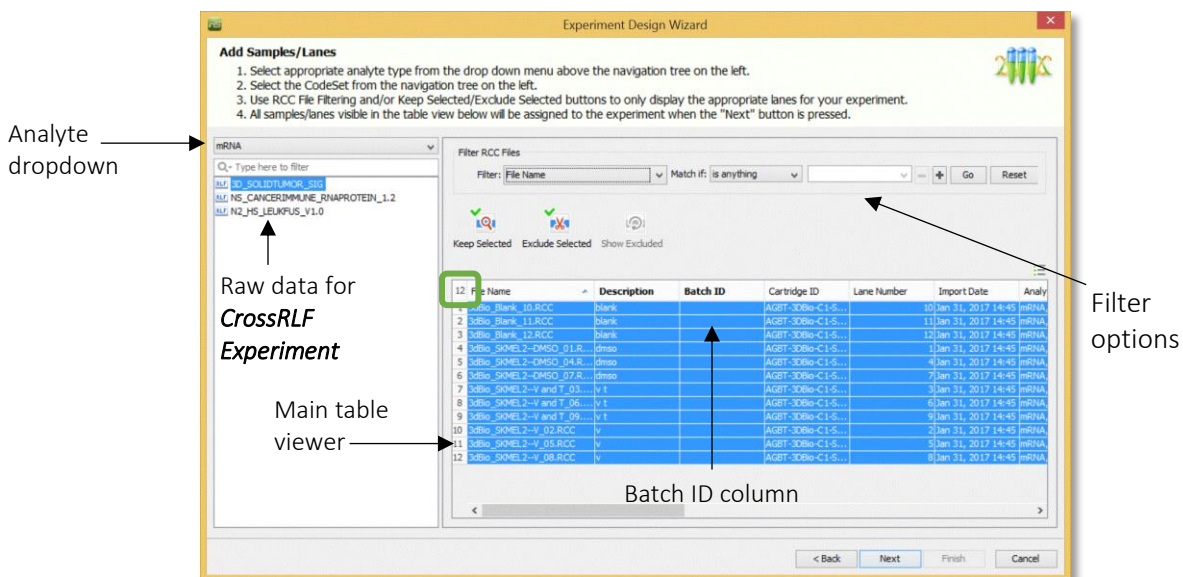 Experiment Design Wizard
Add Samples/Lanes
1. Select appropriate analyte type from the drop down menu above the navigation tree on the left.
2. Select the CodeSet from the navigation tree on the left.
3. Use RCC File Filtering and/or Keep Selected/Exclude Selected buttons to only display the appropriate lanes for your experiment.
4. All samples/lanes visible in the table view below will be assigned to the experiment when the "Next" button is pressed.
Analyte
dropdown
mRNA
Type here to filter
3D_SOLIDTUMOR_SIG
NS_CANCERIMMUNE_RNAPROTEIN_1.2
N2_HS_LEUKFUS_V1.0
Raw data for
CrossRLF
Experiment
Main table
viewer
Filter RCC Files
Filter: File Name Match if: is anything Go Reset
Keep Selected Exclude Selected Show Excluded
Filter
options
12 File Name Description Batch ID Cartridge ID Lane Number Import Date Analy
1 3dBio_Blank_10.RCC blank AGBT-3DBio-C1-S... 10 Jan 31, 2017 14:45 mRNA,
2 3dBio_Blank_11.RCC blank AGBT-3DBio-C1-S... 11 Jan 31, 2017 14:45 mRNA,
3 3dBio_Blank_12.RCC blank AGBT-3DBio-C1-S... 12 Jan 31, 2017 14:45 mRNA,
4 3dBio_SKMEL2--DMSO_01.R... dmso AGBT-3DBio-C1-S... 1 Jan 31, 2017 14:45 mRNA,
5 3dBio_SKMEL2--DMSO_04.R... dmso AGBT-3DBio-C1-S... 4 Jan 31, 2017 14:45 mRNA,
6 3dBio_SKMEL2--DMSO_07.R... dmso AGBT-3DBio-C1-S... 7 Jan 31, 2017 14:45 mRNA,
7 3dBio_SKMEL2--V and T_03.... v t AGBT-3DBio-C1-S... 3 Jan 31, 2017 14:45 mRNA,
8 3dBio_SKMEL2--V and T_06.... v t AGBT-3DBio-C1-S... 6 Jan 31, 2017 14:45 mRNA,
9 3dBio_SKMEL2--V and T_09.... v t AGBT-3DBio-C1-S... 9 Jan 31, 2017 14:45 mRNA,
10 3dBio_SKMEL2--V_02.RCC v AGBT-3DBio-C1-S... 2 Jan 31, 2017 14:45 mRNA,
11 3dBio_SKMEL2--V_05.RCC v AGBT-3DBio-C1-S... 5 Jan 31, 2017 14:45 mRNA,
12 3dBio_SKMEL2--V_08.RCC v AGBT-3DBio-C1-S... 8 Jan 31, 2017 14:45 mRNA,
Batch ID column
< Back Next Finish Cancel